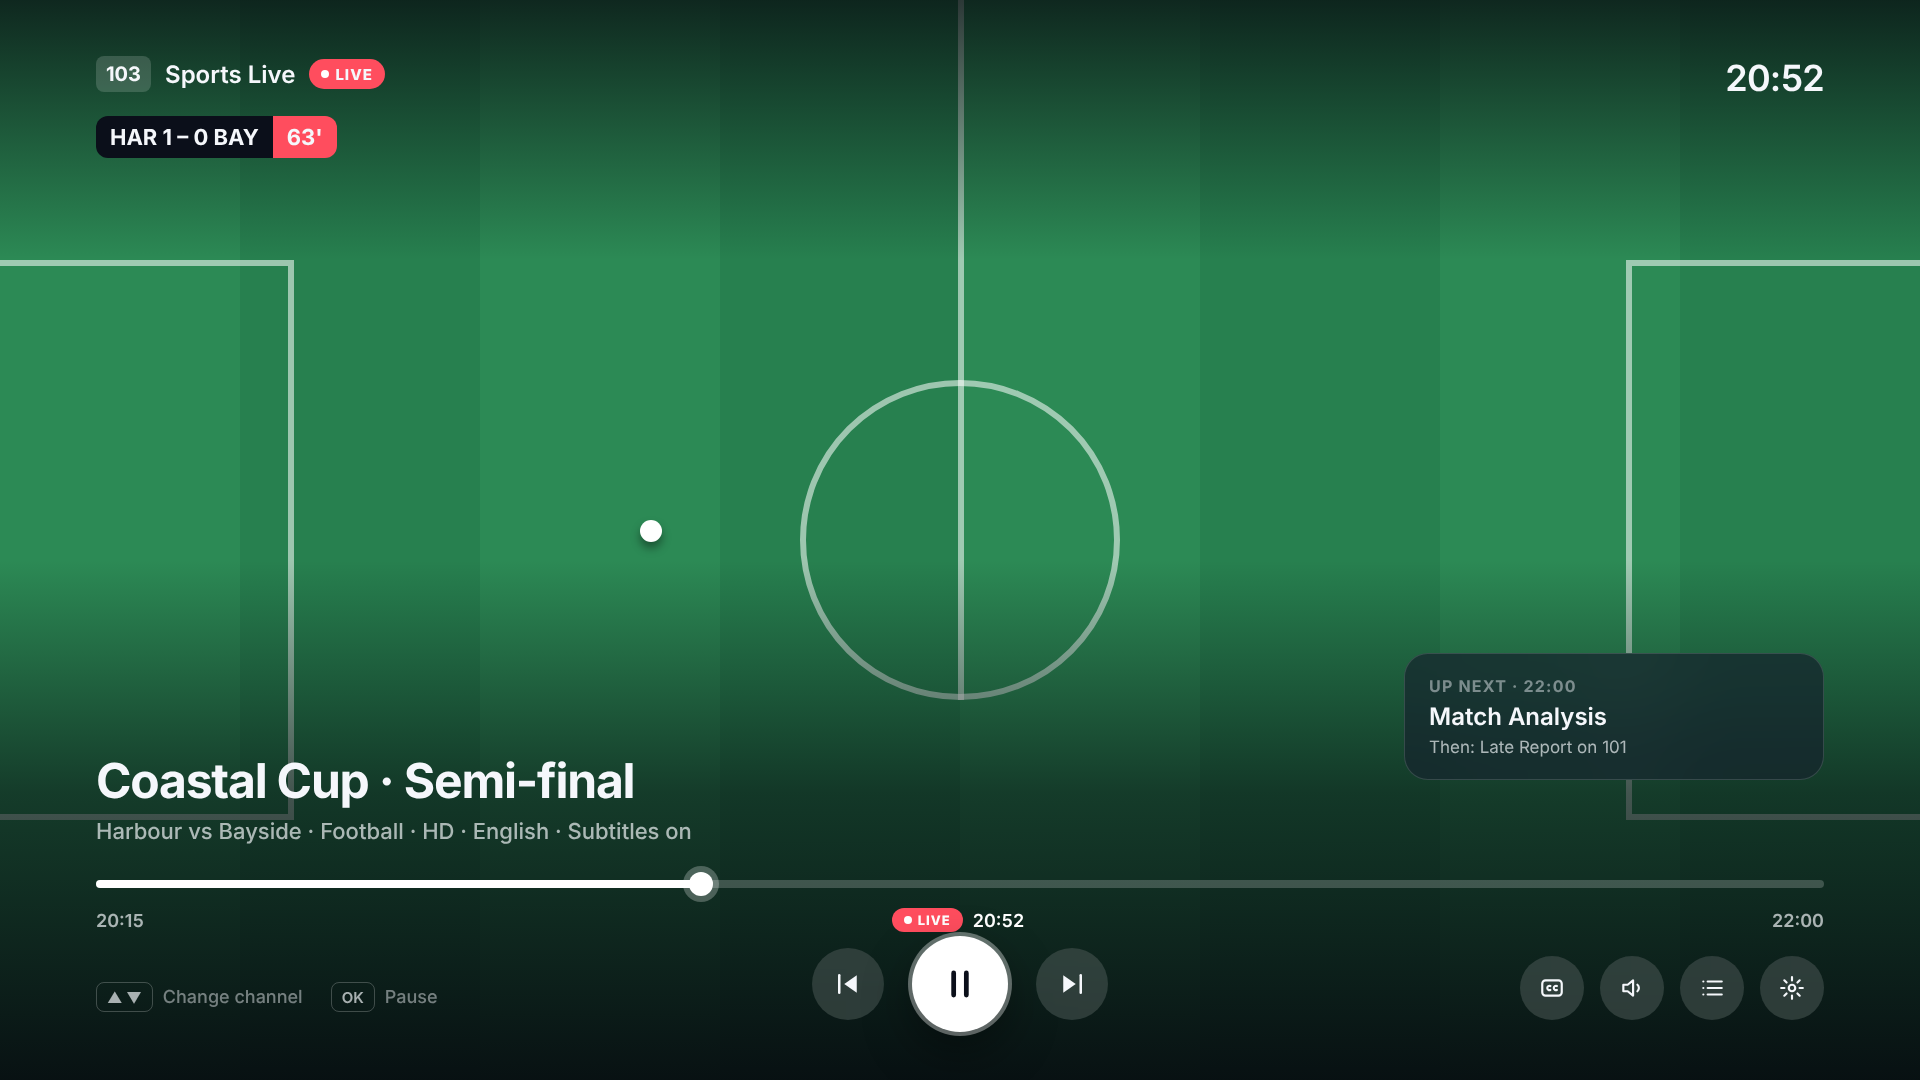 103 Sports Live LIVE
20:52
HAR 1 – 0 BAY 63'
UP NEXT · 22:00
Match Analysis
Then: Late Report on 101
Coastal Cup · Semi-final
Harbour vs Bayside · Football · HD · English · Subtitles on
20:15
LIVE 20:52
22:00
Change channel
OK Pause
CC